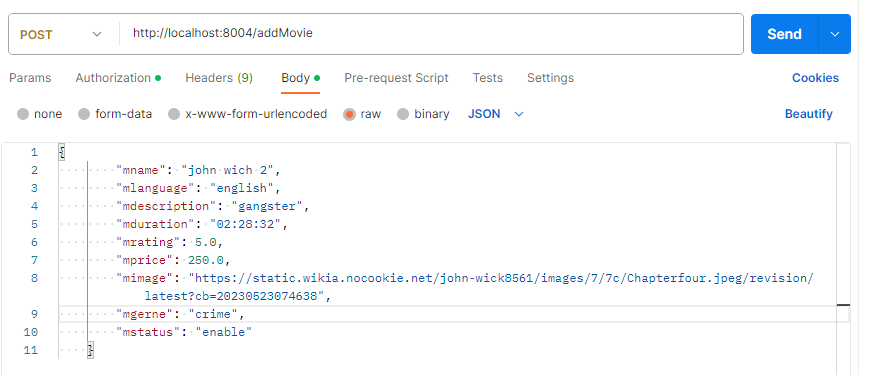 POST http://localhost:8004/addMovie Send
Params Authorization Headers (9) Body Pre-request Script Tests Settings Cookies
none form-data x-www-form-urlencoded raw binary JSON Beautify
1 {
2 "mname": "john wich 2",
3 "mlanguage": "english",
4 "mdescription": "gangster",
5 "mduration": "02:28:32",
6 "mrating": 5.0,
7 "mprice": 250.0,
8 "mimage": "https://static.wikia.nocookie.net/john-wick8561/images/7/7c/Chapterfour.jpeg/revision/
latest?cb=20230523074638",
9 "mgerne": "crime",
10 "mstatus": "enable"
11 }